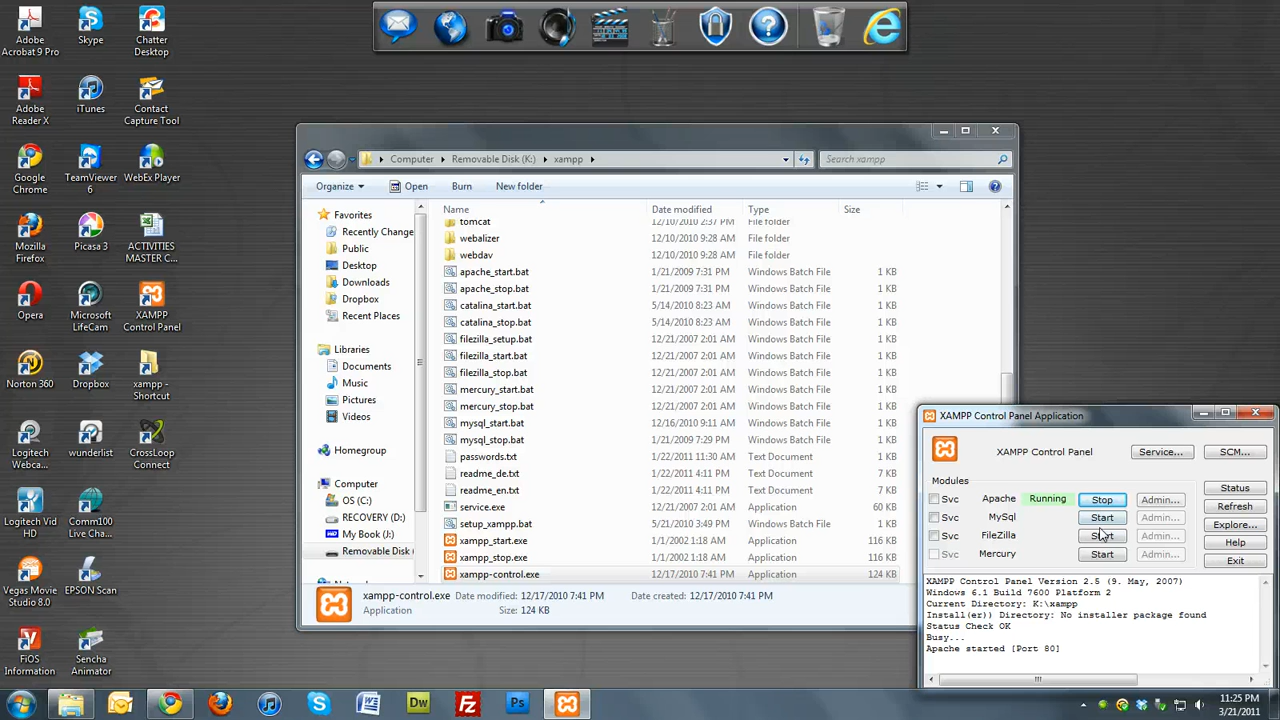 Adobe Acrobat 9 Pro
Skype
Chatter Desktop
Adobe Reader X
iTunes
Contact Capture Tool
Google Chrome
TeamViewer 6
WebEx Player
Mozilla Firefox
Picasa 3
ACTIVITIES MASTER C...
Opera
Microsoft LifeCam
XAMPP Control Panel
Norton 360
Dropbox
xampp - Shortcut
Logitech Webca...
wunderlist
CrossLoop Connect
Logitech Vid HD
Comm100
Vegas Movie Studio 8.0
EPSON Scan
FiOS Information
Sencha Animator
Computer Removable Disk (K:) xampp
Search xampp
Organize Open Burn New folder
Favorites
Recently Change
Public
Desktop
Downloads
Dropbox
Recent Places
Libraries
Documents
Music
Pictures
Videos
Homegroup
Computer
OS (C:)
RECOVERY (D:)
My Book (J:)
Removable Disk
Name Date modified Type Size
tomcat 12/10/2010 2:37 PM File folder
webalizer 12/10/2010 9:28 AM File folder
webdav 12/10/2010 9:28 AM File folder
apache_start.bat 1/21/2009 7:31 PM Windows Batch File 1 KB
apache_stop.bat 1/21/2009 7:31 PM Windows Batch File 1 KB
catalina_start.bat 5/14/2010 8:23 AM Windows Batch File 1 KB
catalina_stop.bat 5/14/2010 8:23 AM Windows Batch File 1 KB
filezilla_setup.bat 12/21/2007 2:01 AM Windows Batch File 1 KB
filezilla_start.bat 12/21/2007 2:01 AM Windows Batch File 1 KB
filezilla_stop.bat 12/21/2007 2:01 AM Windows Batch File 1 KB
mercury_start.bat 12/21/2007 2:01 AM Windows Batch File 1 KB
mercury_stop.bat 12/21/2007 2:01 AM Windows Batch File 1 KB
mysql_start.bat 12/16/2010 9:11 AM Windows Batch File 1 KB
mysql_stop.bat 1/21/2009 7:29 PM Windows Batch File 1 KB
passwords.txt 1/22/2011 11:30 AM Text Document 1 KB
readme_de.txt 1/22/2011 4:11 PM Text Document 7 KB
readme_en.txt 1/22/2011 4:11 PM Text Document 7 KB
service.exe 12/21/2007 2:01 AM Application 60 KB
setup_xampp.bat 5/21/2010 3:49 PM Windows Batch File 1 KB
xampp_start.exe 1/1/2002 1:18 AM Application 116 KB
xampp_stop.exe 1/1/2002 1:18 AM Application 116 KB
xampp-control.exe 12/17/2010 7:41 PM Application 124 KB
xampp-control.exe Date modified: 12/17/2010 7:41 PM Date created: 12/17/2010 7:41 PM
Application Size: 124 KB
XAMPP Control Panel Application
XAMPP Control Panel Service... SCM...
Modules
Svc Apache Running Stop Admin...
Svc MySql Start Admin...
Svc FileZilla Start Admin...
Svc Mercury Start Admin...
Status
Refresh
Explore...
Help
Exit
XAMPP Control Panel Version 2.5 (9. May, 2007)
Windows 6.1 Build 7600 Platform 2
Current Directory: K:\xampp
Install(er)) Directory: No installer package found
Status Check OK
Busy...
Apache started [Port 80]
Dw Fz Ps
11:25 PM
3/21/2011